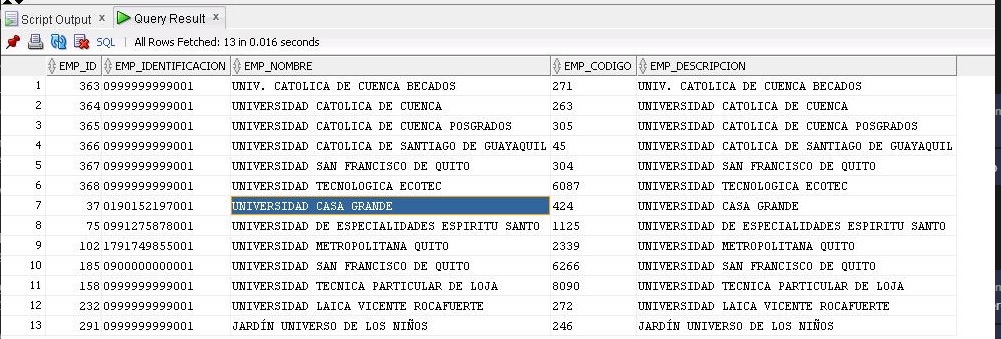 Script Output x Query Result x
SQL | All Rows Fetched: 13 in 0.016 seconds
EMP_ID EMP_IDENTIFICACION EMP_NOMBRE EMP_CODIGO EMP_DESCRIPCION
1 363 0999999999001 UNIV. CATOLICA DE CUENCA BECADOS 271 UNIV. CATOLICA DE CUENCA BECADOS
2 364 0999999999001 UNIVERSIDAD CATOLICA DE CUENCA 263 UNIVERSIDAD CATOLICA DE CUENCA
3 365 0999999999001 UNIVERSIDAD CATOLICA DE CUENCA POSGRADOS 305 UNIVERSIDAD CATOLICA DE CUENCA POSGRADOS
4 366 0999999999001 UNIVERSIDAD CATOLICA DE SANTIAGO DE GUAYAQUIL 45 UNIVERSIDAD CATOLICA DE SANTIAGO DE GUAYAQUIL
5 367 0999999999001 UNIVERSIDAD SAN FRANCISCO DE QUITO 304 UNIVERSIDAD SAN FRANCISCO DE QUITO
6 368 0999999999001 UNIVERSIDAD TECNOLOGICA ECOTEC 6087 UNIVERSIDAD TECNOLOGICA ECOTEC
7 37 0190152197001 UNIVERSIDAD CASA GRANDE 424 UNIVERSIDAD CASA GRANDE
8 75 0991275878001 UNIVERSIDAD DE ESPECIALIDADES ESPIRITU SANTO 1125 UNIVERSIDAD DE ESPECIALIDADES ESPIRITU SANTO
9 102 1791749855001 UNIVERSIDAD METROPOLITANA QUITO 2339 UNIVERSIDAD METROPOLITANA QUITO
10 185 0900000000001 UNIVERSIDAD SAN FRANCISCO DE QUITO 6266 UNIVERSIDAD SAN FRANCISCO DE QUITO
11 158 0999999999001 UNIVERSIDAD TECNICA PARTICULAR DE LOJA 8090 UNIVERSIDAD TECNICA PARTICULAR DE LOJA
12 232 0999999999001 UNIVERSIDAD LAICA VICENTE ROCAFUERTE 272 UNIVERSIDAD LAICA VICENTE ROCAFUERTE
13 291 0999999999001 JARDÍN UNIVERSO DE LOS NIÑOS 246 JARDÍN UNIVERSO DE LOS NIÑOS